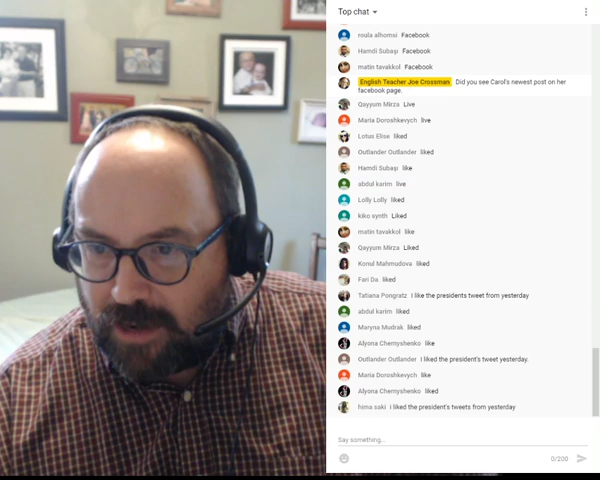 Top chat
roula alhomsi Facebook
Hamdi Subaşı Facebook
matin tavakkol Facebook
English Teacher Joe Crossman Did you see Carol's newest post on her
facebook page.
Qayyum Mirza Live
Maria Doroshkevych live
Lotus Elise liked
Outlander Outlander liked
Hamdi Subaşı like
abdul karim live
Lolly Lolly liked
kiko synth Liked
matin tavakkol like
Qayyum Mirza Liked
Konul Mahmudova liked
Fari Da liked
Tatiana Pongratz I like the presidents tweet from yesterday
abdul karim liked
Maryna Mudrak liked
Alyona Chernyshenko like
Outlander Outlander I liked the president's tweet yesterday.
Maria Doroshkevych like
Alyona Chernyshenko liked
hima saki i liked the president's tweets from yesterday
Say something...
0/200